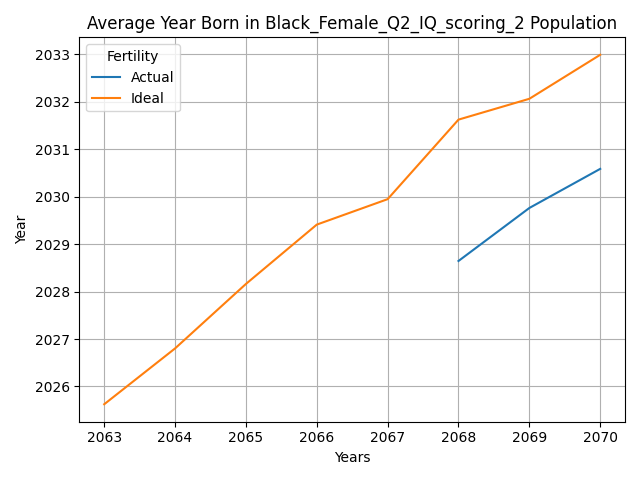 Average Year Born in Black_Female_Q2_IQ_scoring_2 Population
Fertility
Actual
Ideal
Year
2033
2032
2031
2030
2029
2028
2027
2026
2063 2064 2065 2066 2067 2068 2069 2070
Years